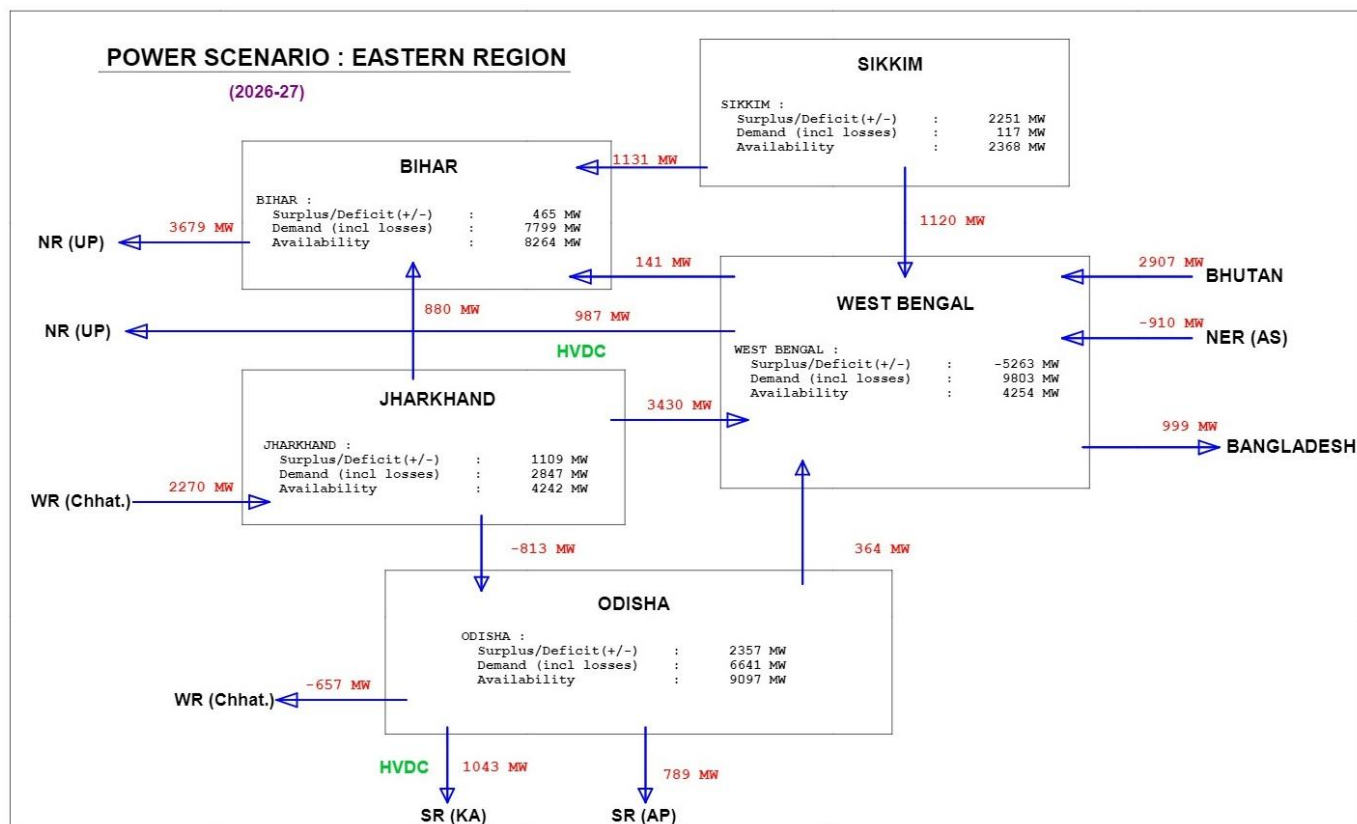 POWER SCENARIO : EASTERN REGION
(2026-27)
SIKKIM
SIKKIM :
Surplus/Deficit(+/-) : 2251 MW
Demand (incl losses) : 117 MW
Availability : 2368 MW
1131 MW
1120 MW
BIHAR
BIHAR :
Surplus/Deficit(+/-) : 465 MW
Demand (incl losses) : 7799 MW
Availability : 8264 MW
3679 MW
NR (UP)
141 MW
880 MW
987 MW
NR (UP)
HVDC
WEST BENGAL
WEST BENGAL :
Surplus/Deficit(+/-) : -5263 MW
Demand (incl losses) : 9803 MW
Availability : 4254 MW
2907 MW
BHUTAN
-910 MW
NER (AS)
999 MW
BANGLADESH
JHARKHAND
JHARKHAND :
Surplus/Deficit(+/-) : 1109 MW
Demand (incl losses) : 2847 MW
Availability : 4242 MW
3430 MW
2270 MW
WR (Chhat.)
-813 MW
364 MW
ODISHA
ODISHA :
Surplus/Deficit(+/-) : 2357 MW
Demand (incl losses) : 6641 MW
Availability : 9097 MW
-657 MW
WR (Chhat.)
HVDC
1043 MW
789 MW
SR (KA)
SR (AP)